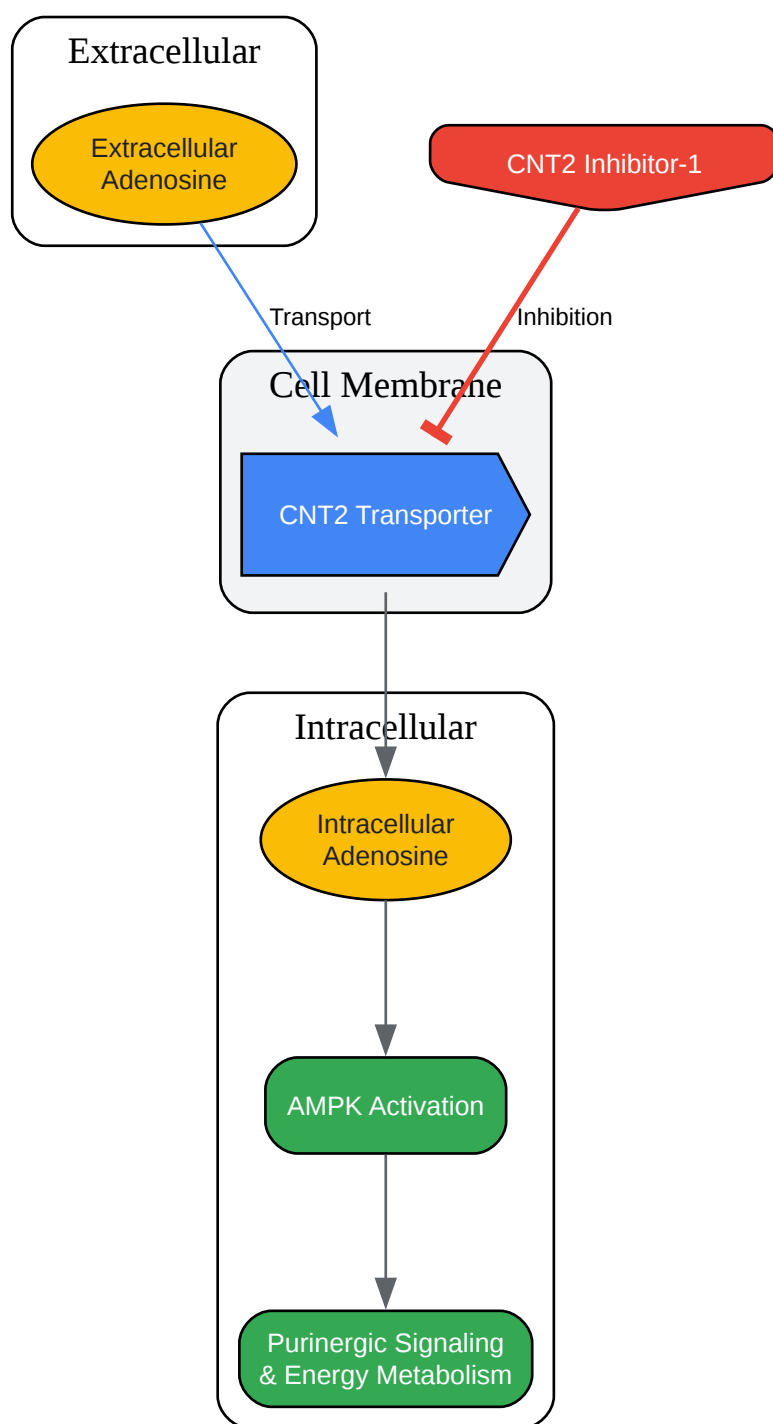 Extracellular
Extracellular
Adenosine
CNT2 Inhibitor-1
Transport
Inhibition
Cell Membrane
CNT2 Transporter
Intracellular
Intracellular
Adenosine
AMPK Activation
Purinergic Signaling
& Energy Metabolism